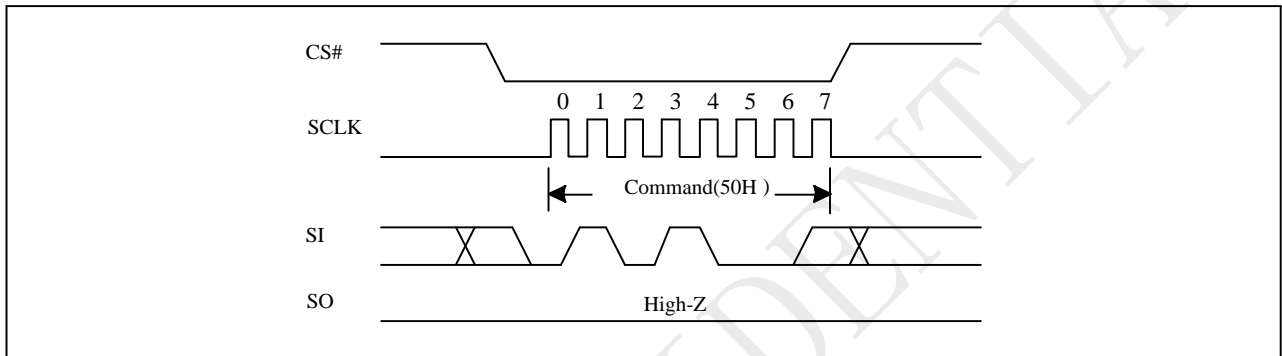 CS#
0 1 2 3 4 5 6 7
SCLK
Command(50H )
SI
SO High-Z